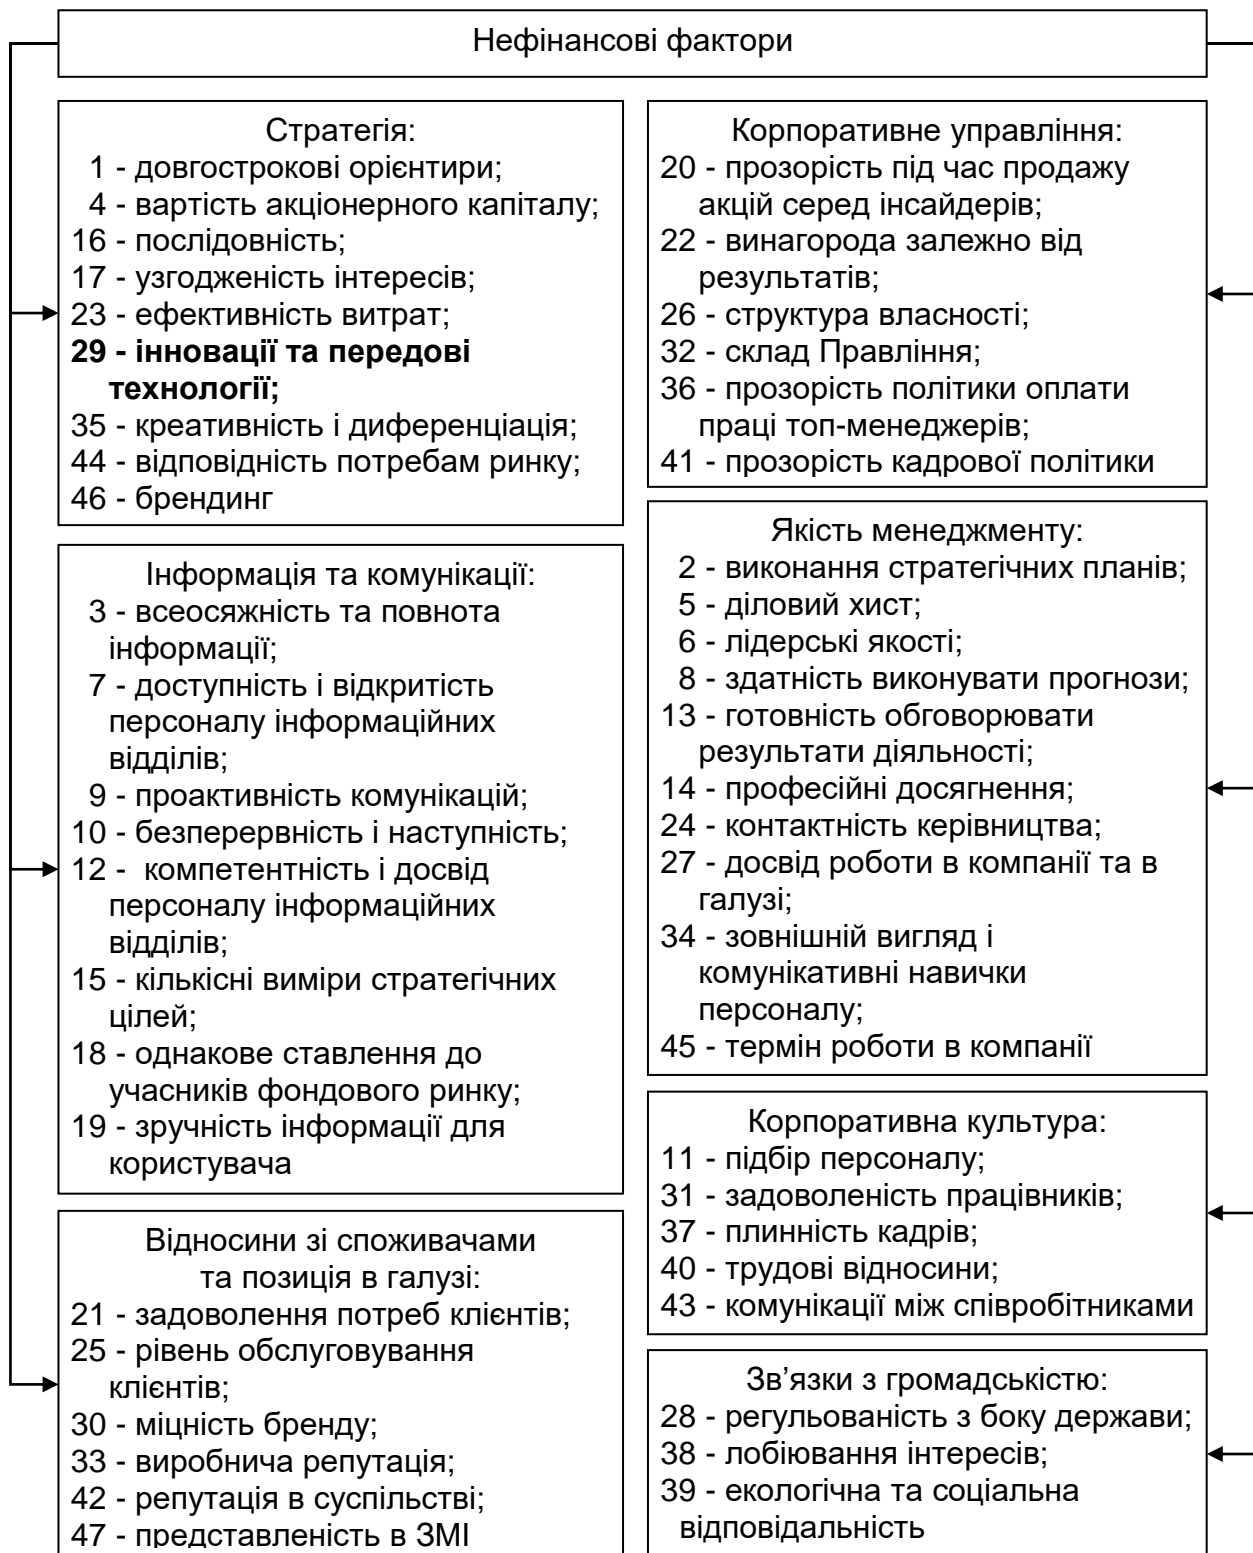 Нефінансові фактори
Стратегія:
1 - довгострокові орієнтири;
4 - вартість акціонерного капіталу;
16 - послідовність;
17 - узгодженість інтересів;
23 - ефективність витрат;
29 - інновації та передові
технології;
35 - креативність і диференціація;
44 - відповідність потребам ринку;
46 - брендинг
Інформація та комунікації:
3 - всеосяжність та повнота
інформації;
7 - доступність і відкритість
персоналу інформаційних
відділів;
9 - проактивність комунікацій;
10 - безперервність і наступність;
12 - компетентність і досвід
персоналу інформаційних
відділів;
15 - кількісні виміри стратегічних
цілей;
18 - однакове ставлення до
учасників фондового ринку;
19 - зручність інформації для
користувача
Відносини зі споживачами
та позиція в галузі:
21 - задоволення потреб клієнтів;
25 - рівень обслуговування
клієнтів;
30 - міцність бренду;
33 - виробнича репутація;
42 - репутація в суспільстві;
47 - представленість в ЗМІ
Корпоративне управління:
20 - прозорість під час продажу
акцій серед інсайдерів;
22 - винагорода залежно від
результатів;
26 - структура власності;
32 - склад Правління;
36 - прозорість політики оплати
праці топ-менеджерів;
41 - прозорість кадрової політики
Якість менеджменту:
2 - виконання стратегічних планів;
5 - діловий хист;
6 - лідерські якості;
8 - здатність виконувати прогнози;
13 - готовність обговорювати
результати діяльності;
14 - професійні досягнення;
24 - контактність керівництва;
27 - досвід роботи в компанії та в
галузі;
34 - зовнішній вигляд і
комунікативні навички
персоналу;
45 - термін роботи в компанії
Корпоративна культура:
11 - підбір персоналу;
31 - задоволеність працівників;
37 - плинність кадрів;
40 - трудові відносини;
43 - комунікації між співробітниками
Зв'язки з громадськістю:
28 - регульованість з боку держави;
38 - лобіювання інтересів;
39 - екологічна та соціальна
відповідальність